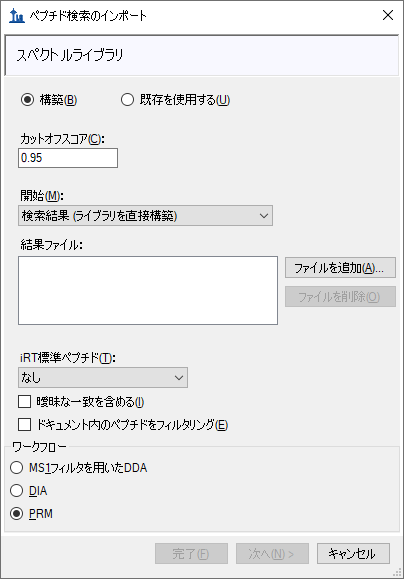 ペプチド検索のインポート
スペクトルライブラリ
構築(B)
既存を使用する(U)
カットオフスコア(C):
0.95
開始(M):
検索結果 (ライブラリを直接構築)
結果ファイル:
ファイルを追加(A)...
ファイルを削除(O)
iRT標準ペプチド(T):
なし
曖昧な一致を含める(I)
ドキュメント内のペプチドをフィルタリング(E)
ワークフロー
MS1フィルタを用いたDDA
DIA
PRM
完了(F)
次へ(N) >
キャンセル